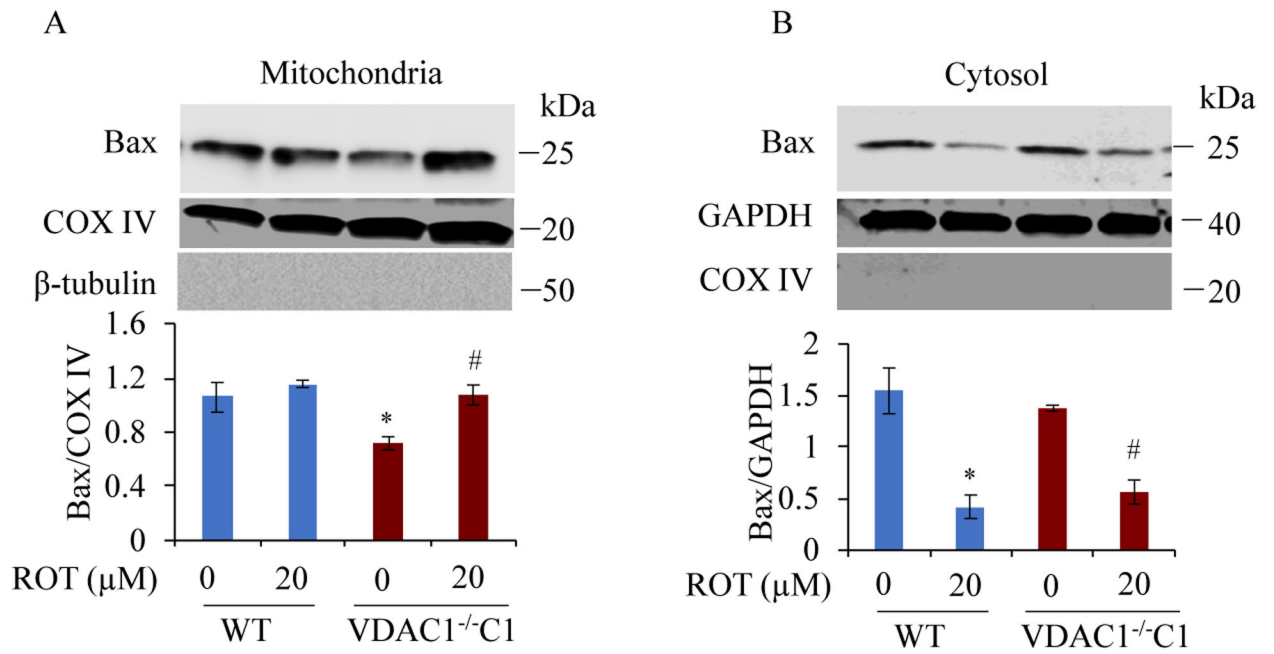 A
Mitochondria
kDa
Bax
25
COX IV
20
β-tubulin
50
1.6
1.2
0.8
0.4
0
Bax/COX IV
*
#
ROT (μM)
0
20
0
20
WT
VDAC1-/-C1
B
Cytosol
kDa
Bax
25
GAPDH
40
COX IV
20
2
1.5
1
0.5
0
Bax/GAPDH
*
#
ROT (μM)
0
20
0
20
WT
VDAC1-/-C1